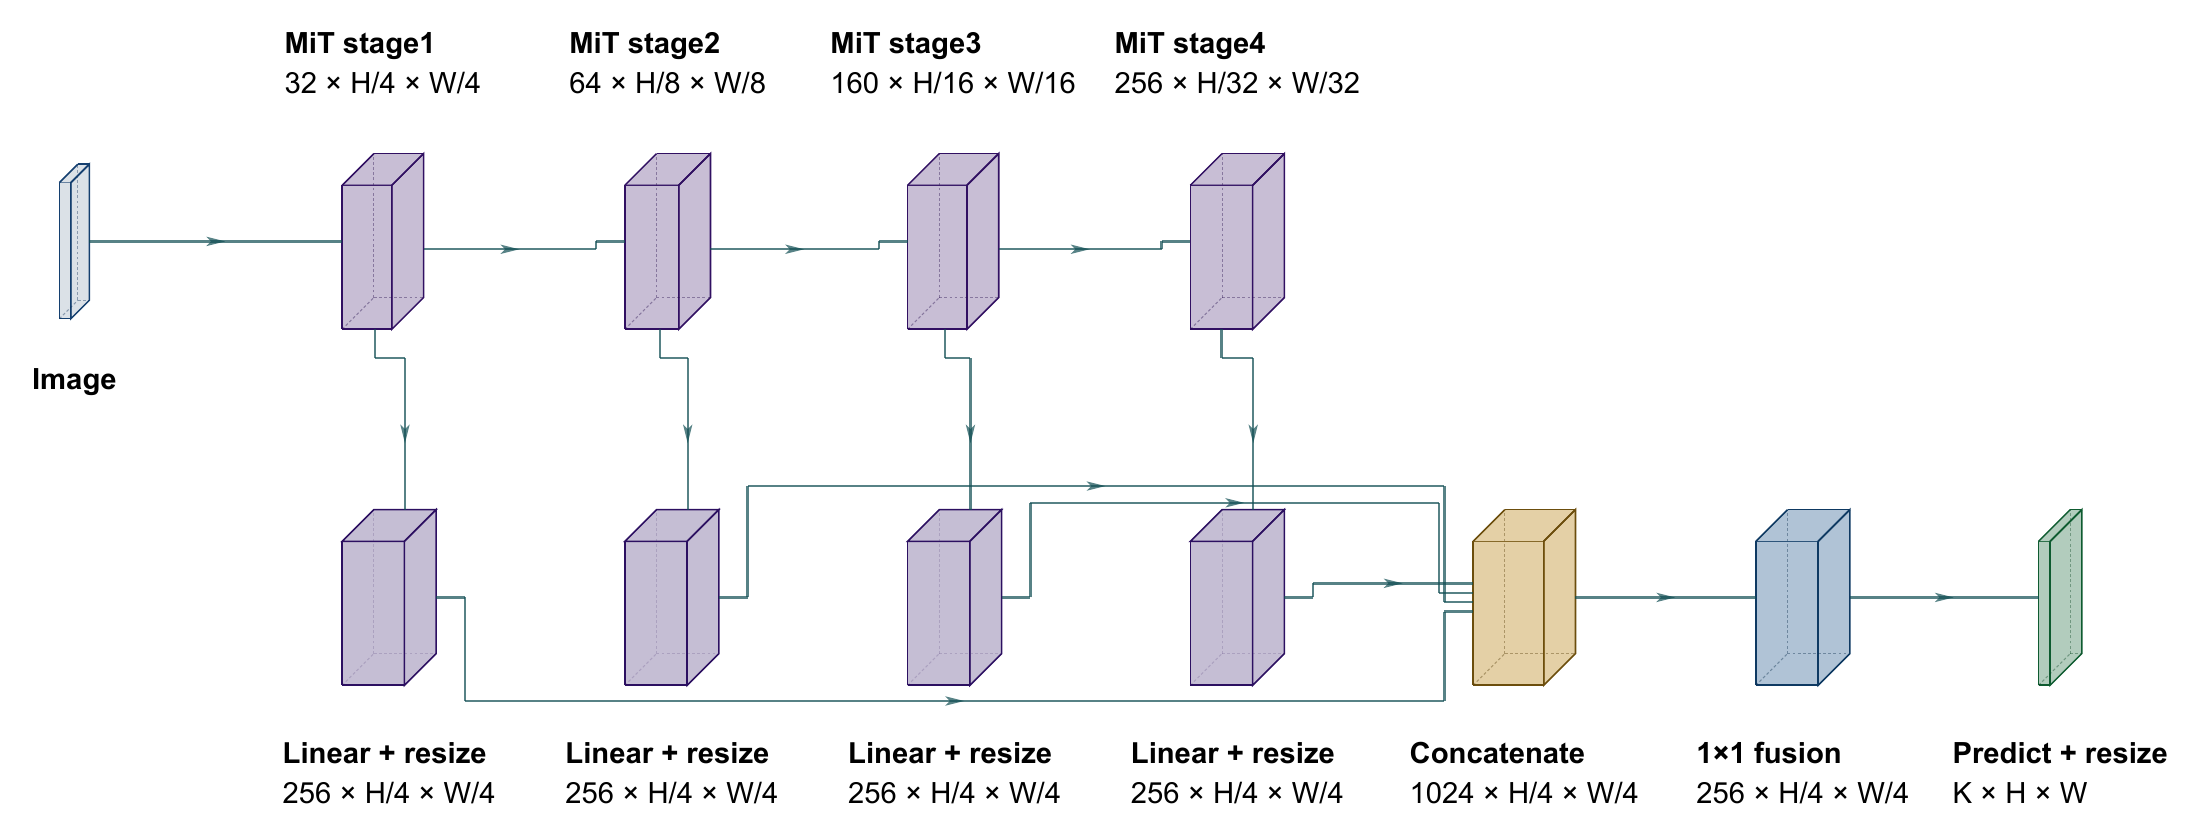 MiT stage1
32 × H/4 × W/4
MiT stage2
64 × H/8 × W/8
MiT stage3
160 × H/16 × W/16
MiT stage4
256 × H/32 × W/32
Image
Linear + resize
256 × H/4 × W/4
Linear + resize
256 × H/4 × W/4
Linear + resize
256 × H/4 × W/4
Linear + resize
256 × H/4 × W/4
Concatenate
1024 × H/4 × W/4
1×1 fusion
256 × H/4 × W/4
Predict + resize
K × H × W